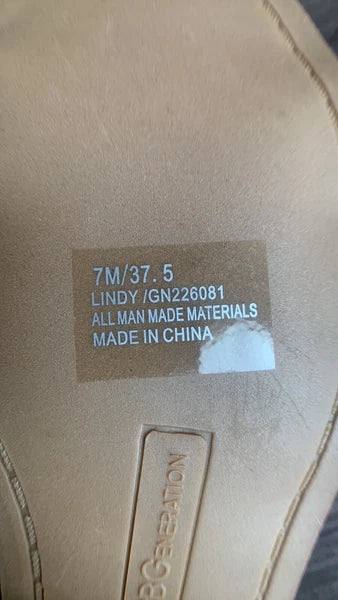 7M/37.5
LINDY /GN226081
ALL MAN MADE MATERIALS
MADE IN CHINA
BGENERATION